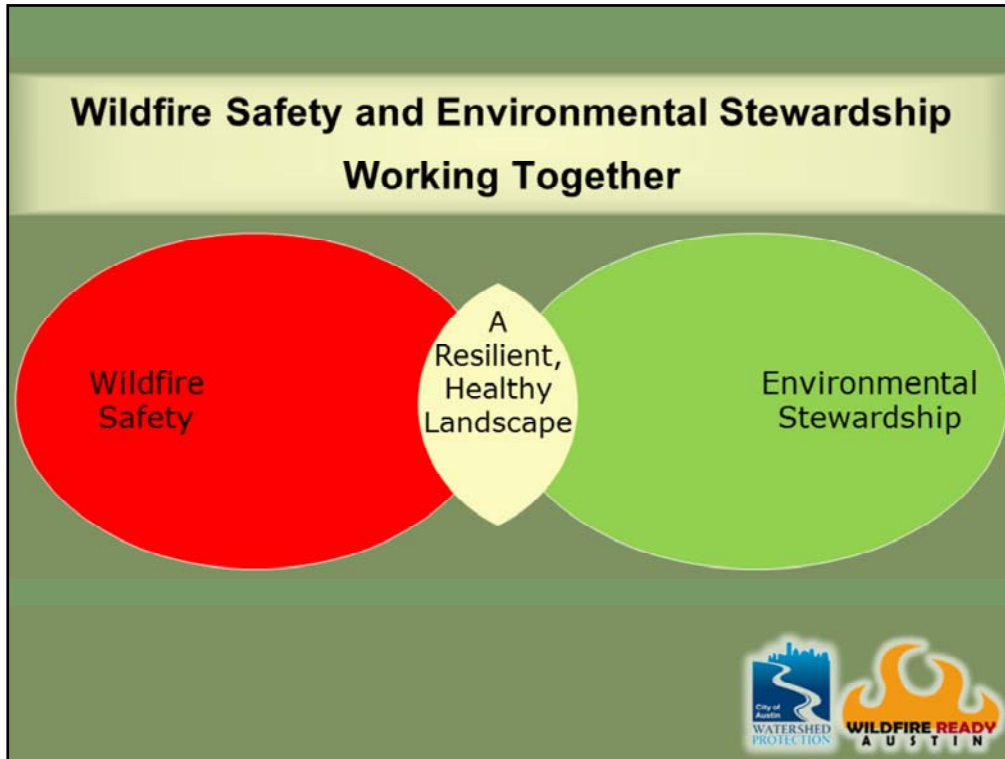 Wildfire Safety and Environmental Stewardship
Working Together
Wildfire
Safety
A
Resilient,
Healthy
Landscape
Environmental
Stewardship
City of
Austin
WATERSHED
PROTECTION
WILDFIRE READY
AUSTIN